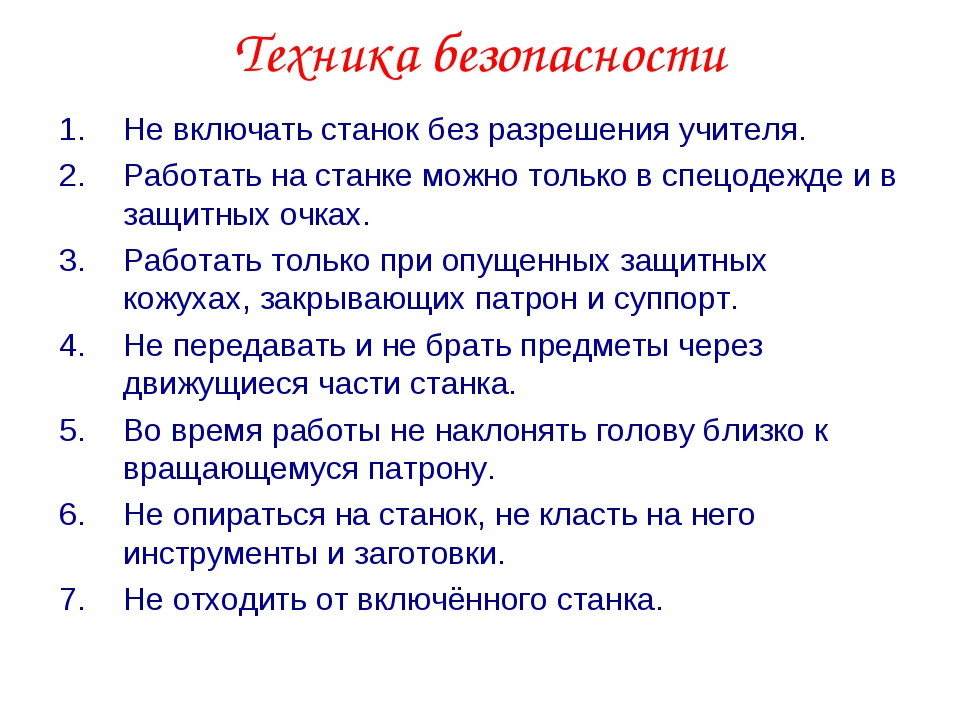 Техника безопасности
1. Не включать станок без разрешения учителя.
2. Работать на станке можно только в спецодежде и в
защитных очках.
3. Работать только при опущенных защитных
кожухах, закрывающих патрон и суппорт.
4. Не передавать и не брать предметы через
движущиеся части станка.
5. Во время работы не наклонять голову близко к
вращающемуся патрону.
6. Не опираться на станок, не класть на него
инструменты и заготовки.
7. Не отходить от включённого станка.